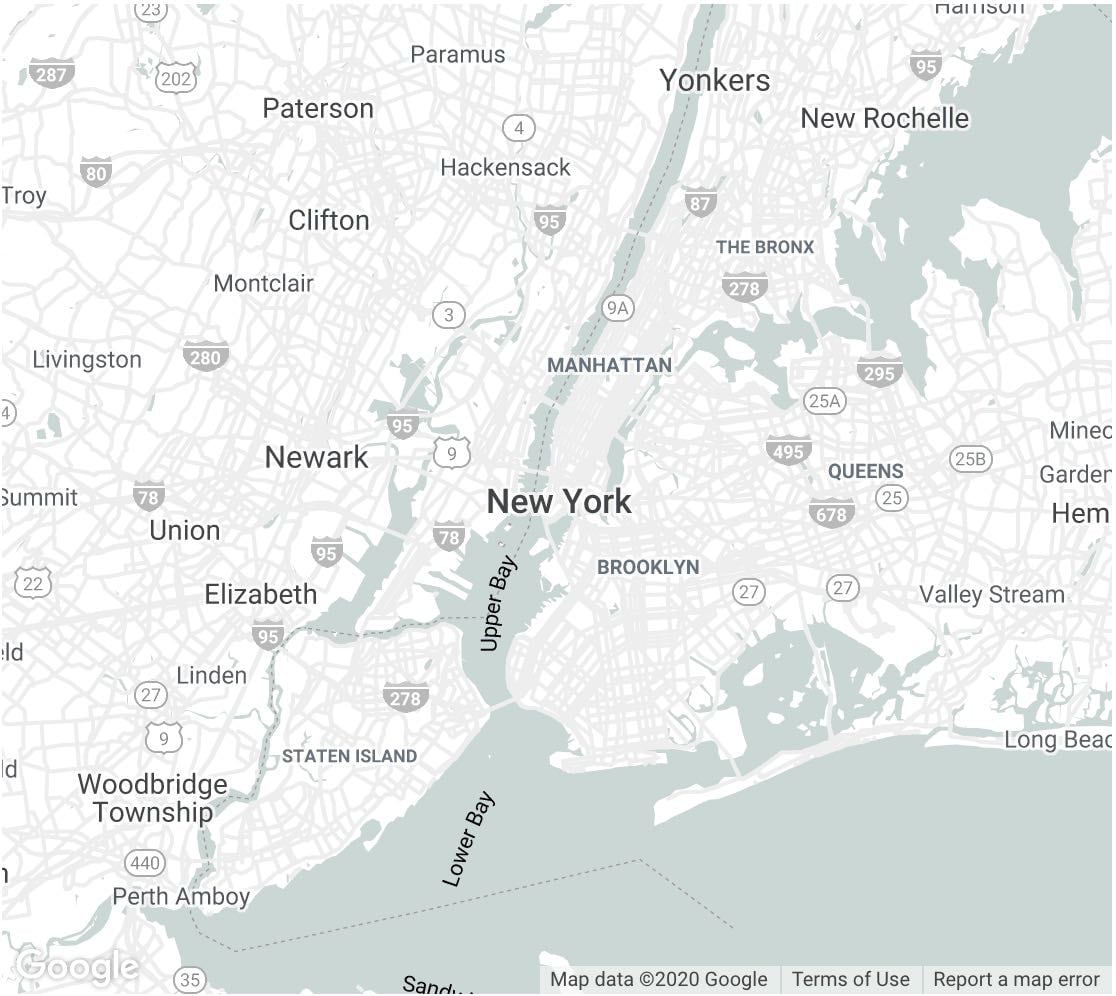 23
Harrison
Paramus
287
202
95
Yonkers
Paterson
New Rochelle
4
Hackensack
80
Troy
87
Clifton
95
THE BRONX
Montclair
278
9A
3
Livingston
280
MANHATTAN
295
25A
4
95
Mineo
9
495
Newark
25B
QUEENS
Garden
Summit
78
New York
25
678
Hem
Union
78
95
BROOKLYN
22
Upper Bay
27
27
Elizabeth
Valley Stream
95
eld
Linden
27
278
9
Long Beac
STATEN ISLAND
ld
Woodbridge
Township
Lower Bay
440
n
Perth Amboy
Google
35
Sandy
Map data ©2020 Google
Terms of Use
Report a map error